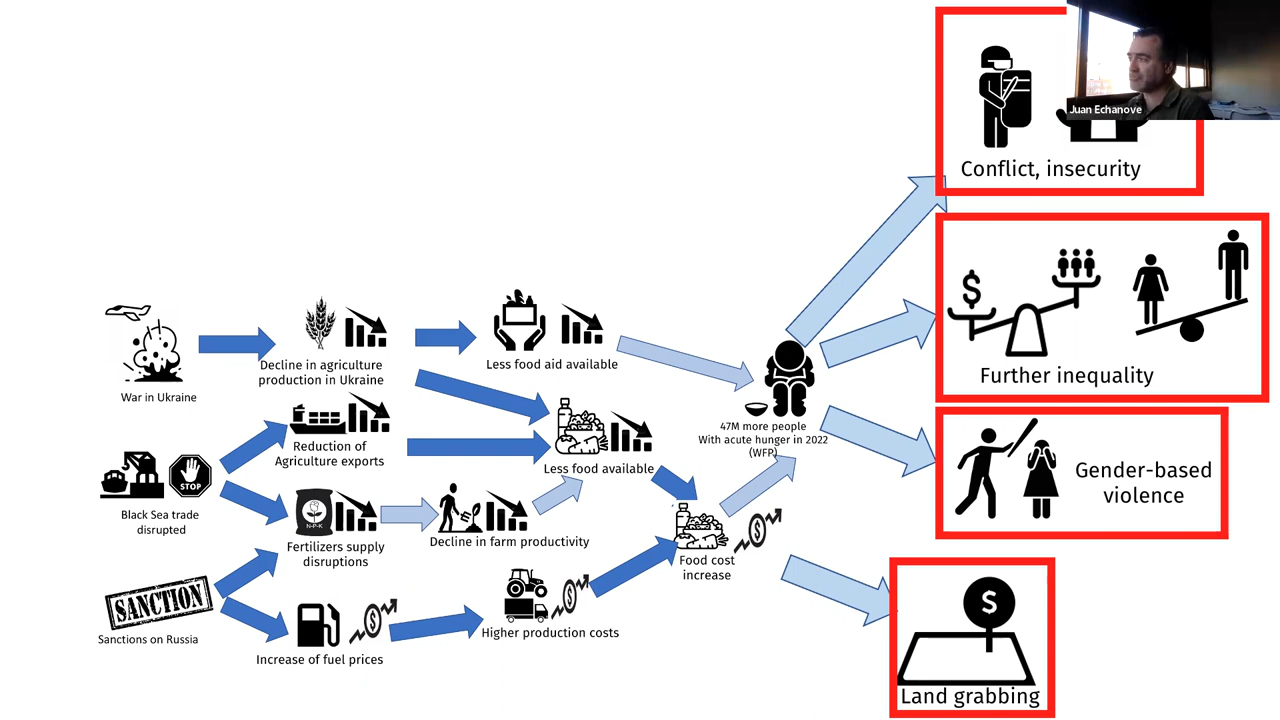 Juan Echanove
Conflict, insecurity
$
Further inequality
Gender-based
violence
$
Land grabbing
War in Ukraine
Decline in agriculture
production in Ukraine
Less food aid available
47M more people
With acute hunger in 2022
(WFP)
Reduction of
Agriculture exports
Less food available
STOP
Black Sea trade
disrupted
N-P-K
Fertilizers supply
disruptions
Decline in farm productivity
$
Food cost
increase
SANCTION
Sanctions on Russia
$
Increase of fuel prices
$
Higher production costs